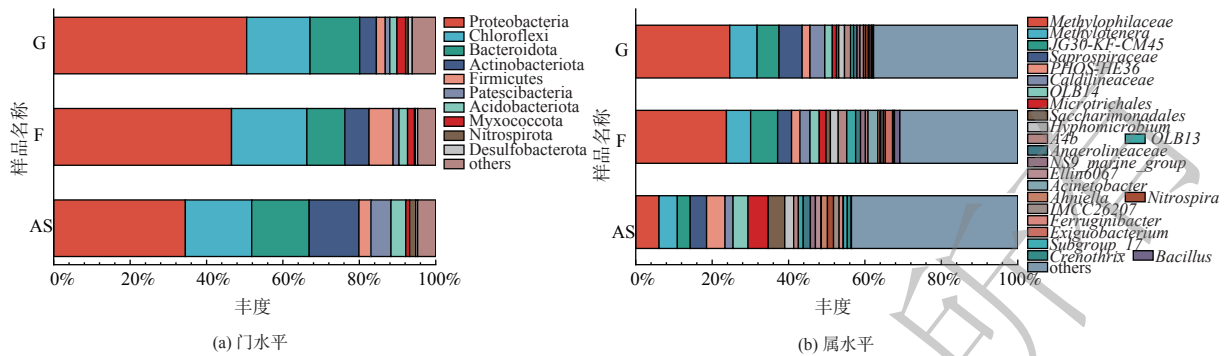 样品名称
G
F
AS
0%
20%
40%
60%
80%
100%
丰度
(a) 门水平
Proteobacteria
Chloroflexi
Bacteroidota
Actinobacteriota
Firmicutes
Patescibacteria
Acidobacteriota
Myxococcota
Nitrospirota
Desulfobacterota
others
样品名称
G
F
AS
0%
20%
40%
60%
80%
100%
丰度
(b) 属水平
Methylophilaceae
Methylotenera
JG30-KF-CM45
Saprospiraceae
PHOS-HE36
Caldilineaceae
OLB14
Microtrichales
Saccharimonadales
Hyphomicrobium
A4b OLB13
Anaerolineaceae
NS9_marine_group
Ellin6067
Acinetobacter
Ahniella Nitrospira
IMCC26207
Ferruginibacter
Exiguobacterium
Subgroup_17
Crenothrix Bacillus
others